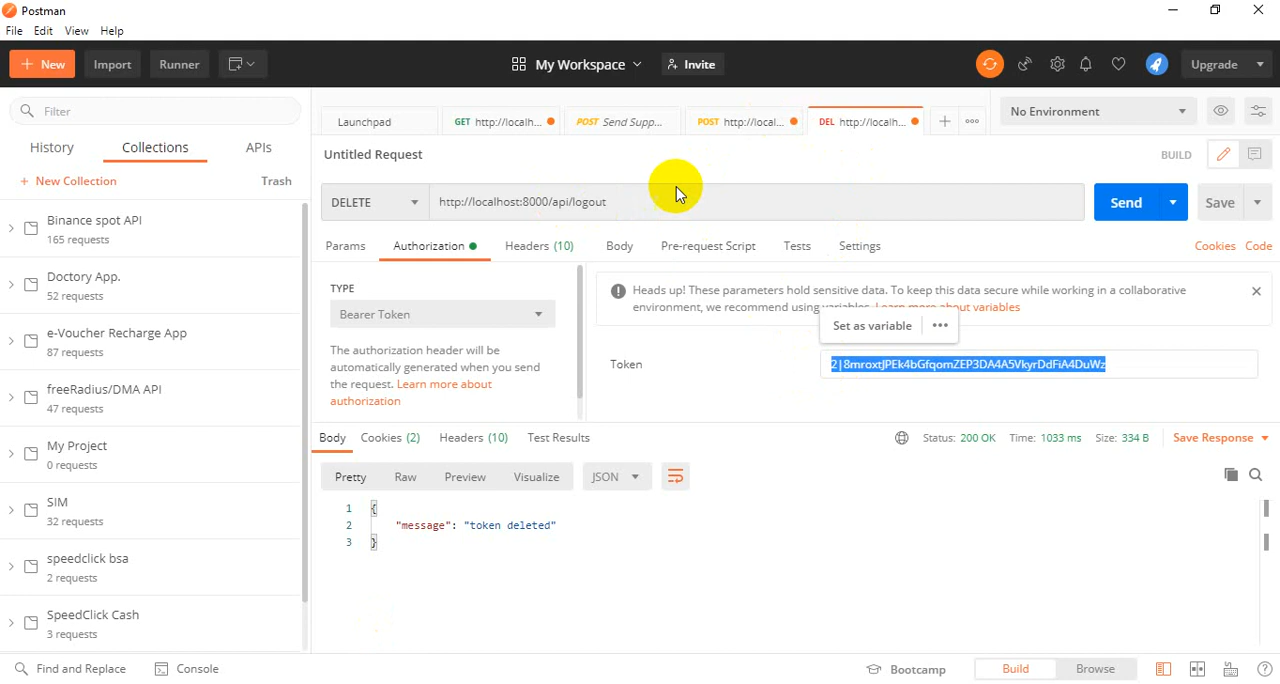 Postman
File Edit View Help
+ New Import Runner My Workspace Invite Upgrade
Filter
History Collections APIs
+ New Collection Trash
Binance spot API
165 requests
Doctory App.
52 requests
e-Voucher Recharge App
87 requests
freeRadius/DMA API
47 requests
My Project
0 requests
SIM
32 requests
speedclick bsa
2 requests
SpeedClick Cash
3 requests
Launchpad GET http://localh... POST Send Supp... POST http://local... DEL http://localh... + ••• No Environment
Untitled Request BUILD
DELETE http://localhost:8000/api/logout Send Save
Params Authorization Headers (10) Body Pre-request Script Tests Settings Cookies Code
TYPE
Bearer Token
The authorization header will be
automatically generated when you send
the request. Learn more about
authorization
Heads up! These parameters hold sensitive data. To keep this data secure while working in a collaborative
environment, we recommend using variables. Learn more about variables
Set as variable •••
Token 2|8mroxtJPEk4bGfqomZEP3DA4A5VkyrDdFiA4DuWz
Body Cookies (2) Headers (10) Test Results Status: 200 OK Time: 1033 ms Size: 334 B Save Response
Pretty Raw Preview Visualize JSON
1 {
2 "message": "token deleted"
3 }
Find and Replace Console Bootcamp Build Browse